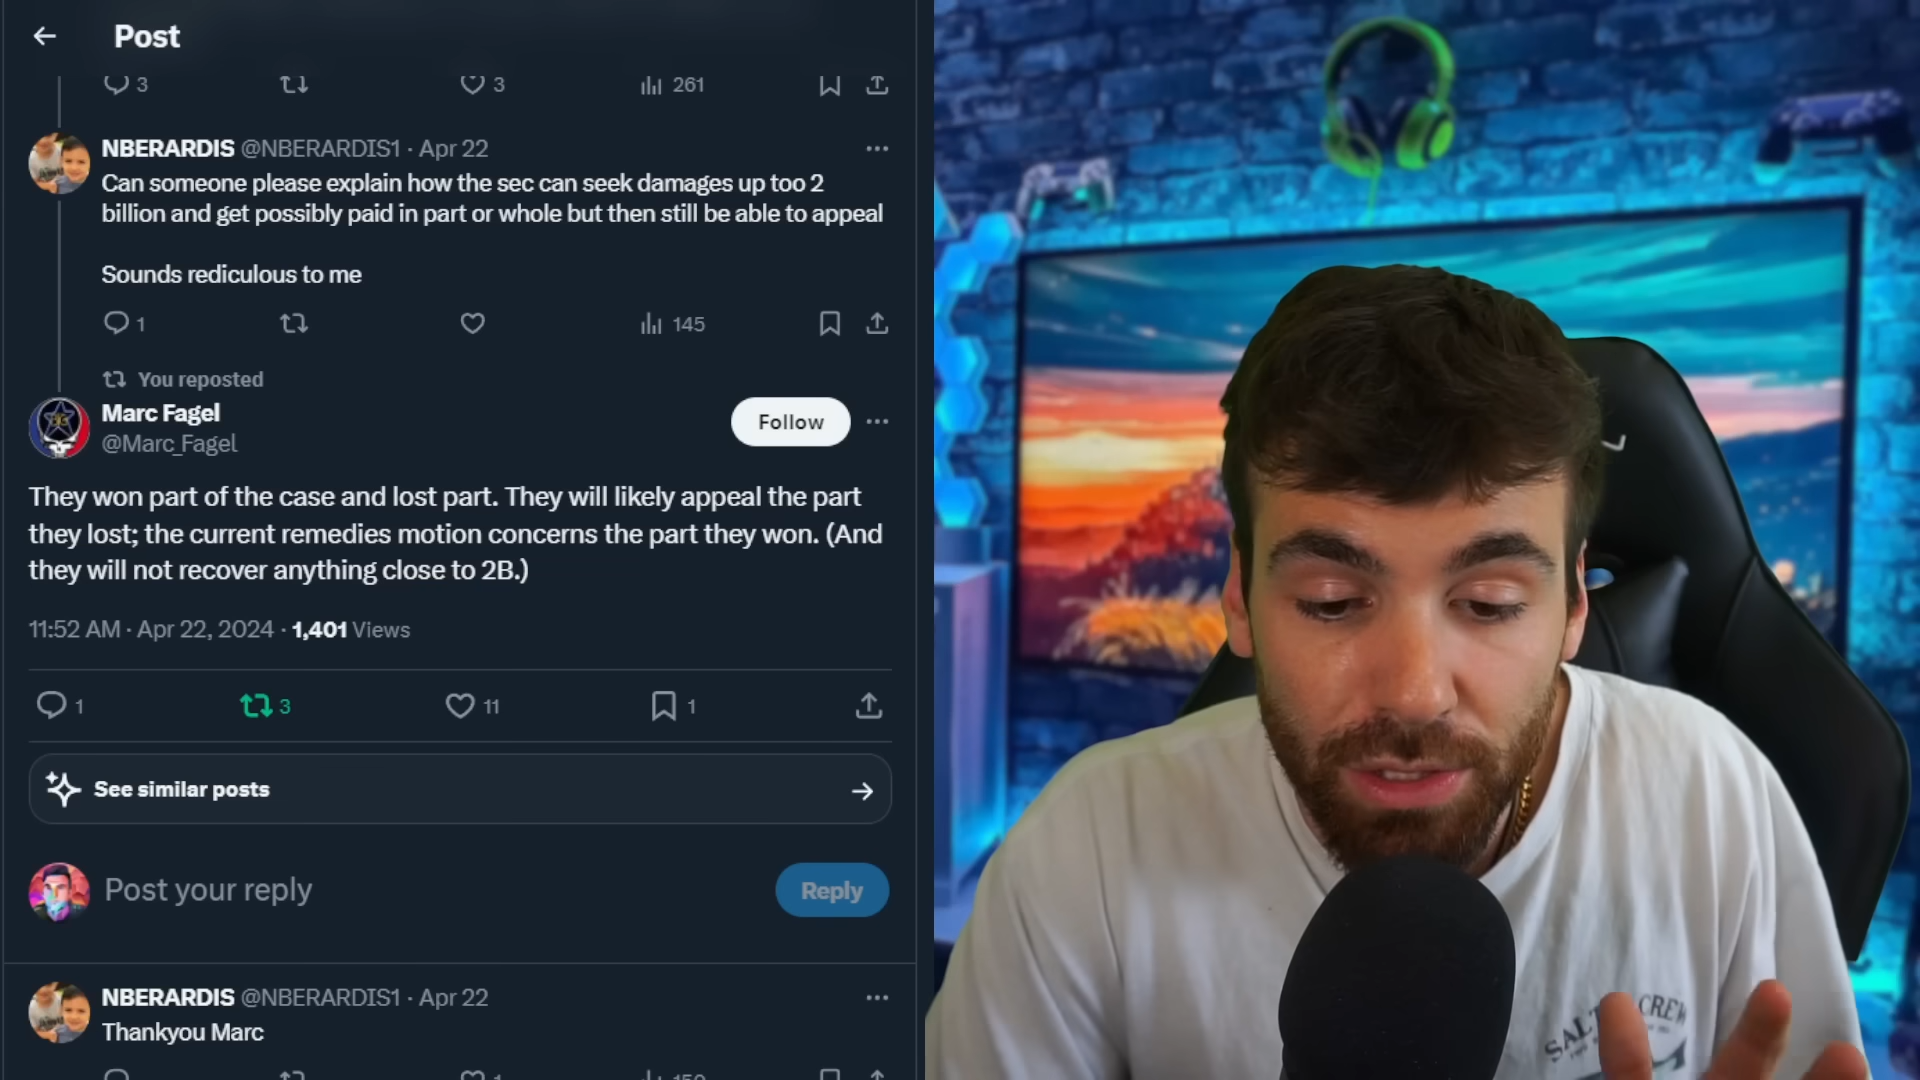 Post
3
3
261
NBERARDIS @NBERARDIS1 · Apr 22
Can someone please explain how the sec can seek damages up too 2
billion and get possibly paid in part or whole but then still be able to appeal
Sounds rediculous to me
1
145
You reposted
Marc Fagel
@Marc_Fagel
Follow
They won part of the case and lost part. They will likely appeal the part
they lost; the current remedies motion concerns the part they won. (And
they will not recover anything close to 2B.)
11:52 AM · Apr 22, 2024 · 1,401 Views
1
3
11
1
See similar posts
Post your reply
Reply
NBERARDIS @NBERARDIS1 · Apr 22
Thankyou Marc
CREW